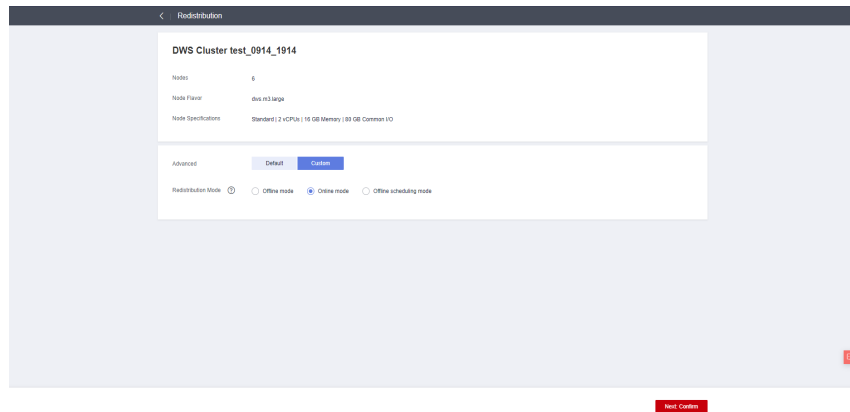 Redistribution
DWS Cluster test_0914_1914
Nodes 6
Node Flavor dws.m3.large
Node Specifications Standard | 2 vCPUs | 16 GB Memory | 80 GB Common I/O
Advanced Default Custom
Redistribution Mode ? Offline mode Online mode Offline scheduling mode
Next: Confirm